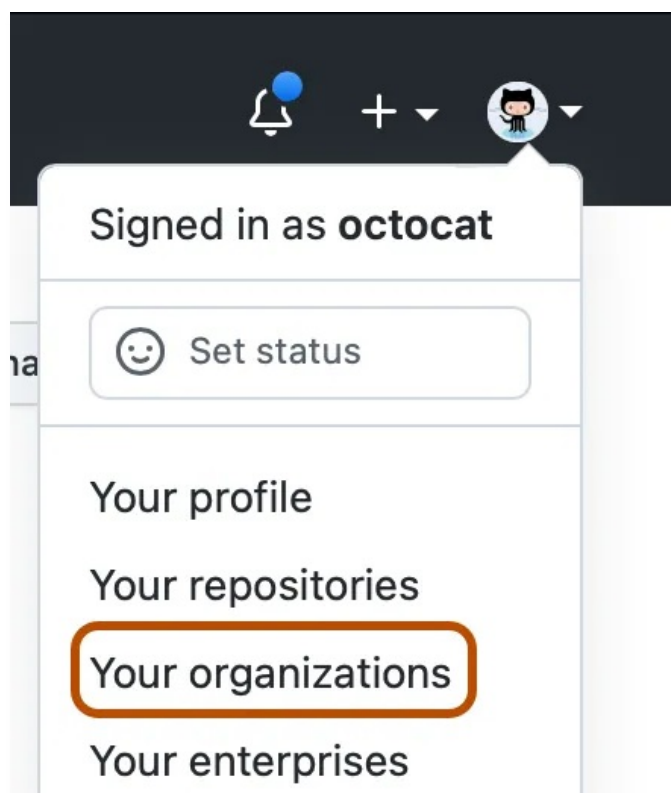 Signed in as octocat
Set status
Your profile
Your repositories
Your organizations
Your enterprises